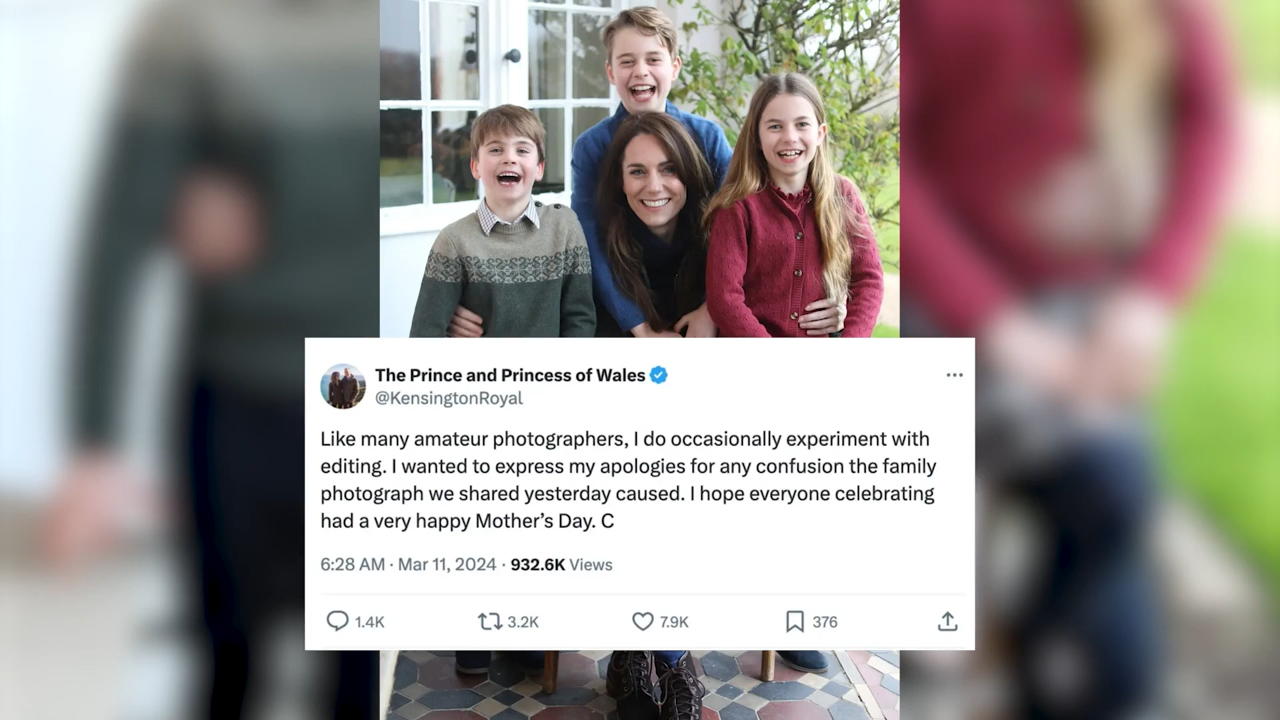 The Prince and Princess of Wales
@KensingtonRoyal
Like many amateur photographers, I do occasionally experiment with
editing. I wanted to express my apologies for any confusion the family
photograph we shared yesterday caused. I hope everyone celebrating
had a very happy Mother’s Day. C
6:28 AM · Mar 11, 2024 · 932.6K Views
1.4K 3.2K 7.9K 376